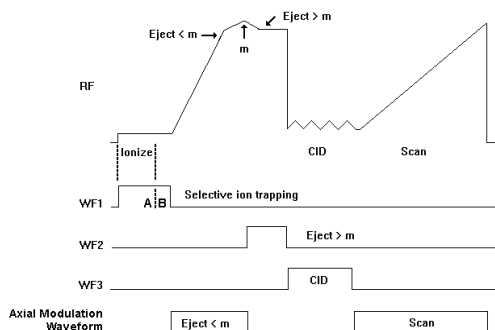 Eject > m
Eject < m
m
RF
Ionize
CID
Scan
Selective ion trapping
A B
WF1
Eject > m
WF2
CID
WF3
Axial Modulation
Waveform
Eject < m
Scan